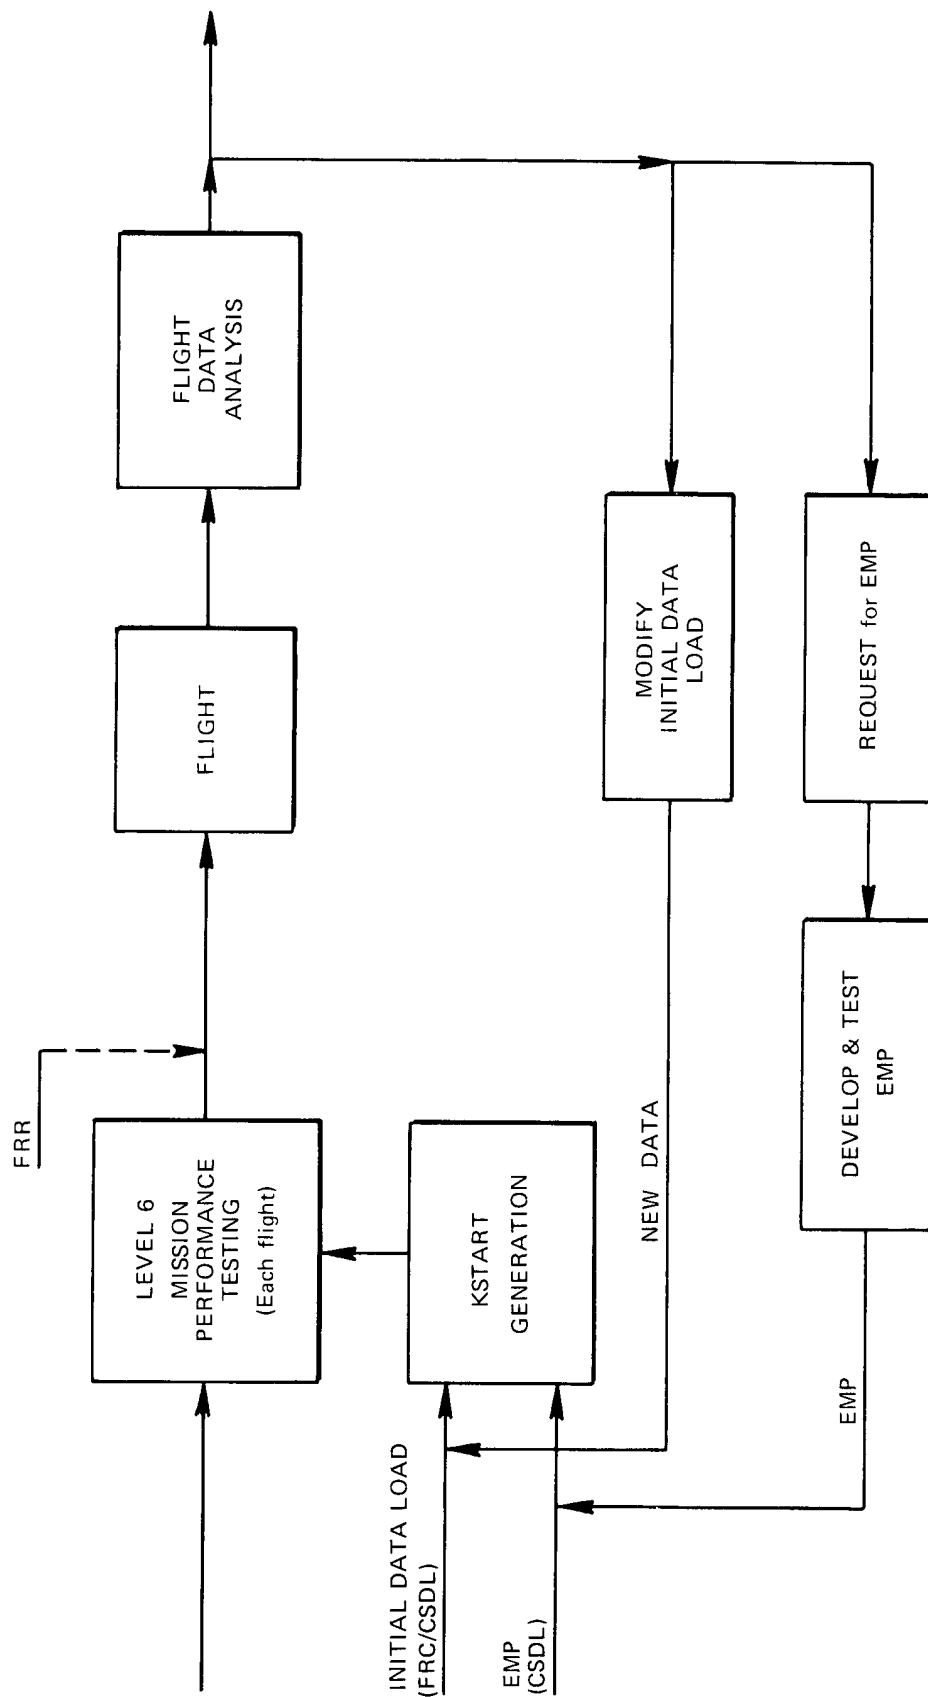 FRR
LEVEL 6
MISSION
PERFORMANCE
TESTING
(Each flight)
FLIGHT
FLIGHT
DATA
ANALYSIS
INITIAL DATA LOAD
(FRC/CSDL)
EMP
(CSDL)
KSTART
GENERATION
NEW DATA
MODIFY
INITIAL DATA
LOAD
EMP
DEVELOP & TEST
EMP
REQUEST for EMP